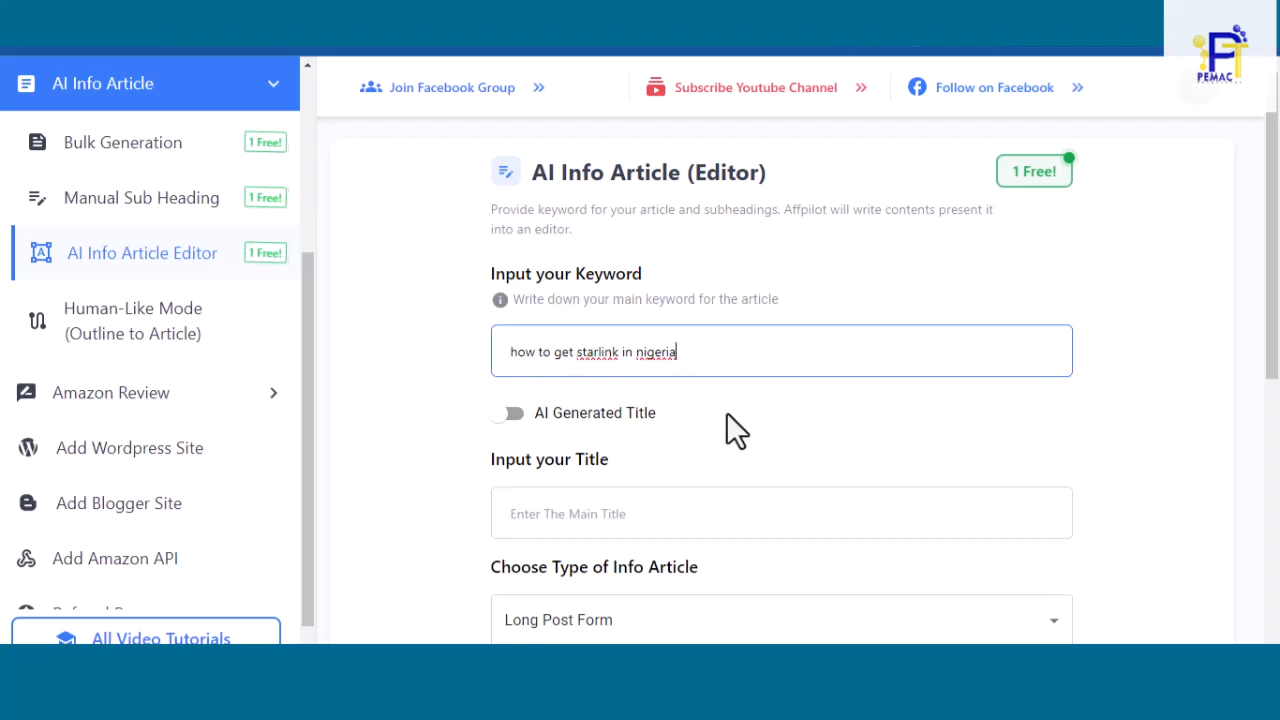 PEMAC..
AI Info Article
Bulk Generation
1 Free!
Manual Sub Heading
1 Free!
AI Info Article Editor
1 Free!
Human-Like Mode
(Outline to Article)
Amazon Review
Add Wordpress Site
Add Blogger Site
Add Amazon API
All Video Tutorials
Join Facebook Group
Subscribe Youtube Channel
Follow on Facebook
AI Info Article (Editor)
1 Free!
Provide keyword for your article and subheadings. Affpilot will write contents present it
into an editor.
Input your Keyword
Write down your main keyword for the article
how to get starlink in nigeria
AI Generated Title
Input your Title
Enter The Main Title
Choose Type of Info Article
Long Post Form